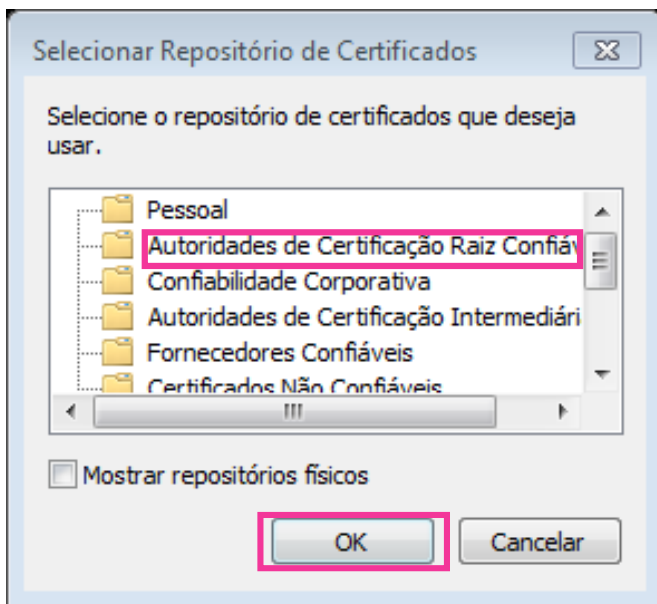 Selecionar Repositório de Certificados
Selecione o repositório de certificados que deseja
usar.
Pessoal
Autoridades de Certificação Raiz Confiáv
Confiabilidade Corporativa
Autoridades de Certificação Intermediári
Fornecedores Confiáveis
Certificados Não Confiáveis
Mostrar repositórios físicos
OK
Cancelar